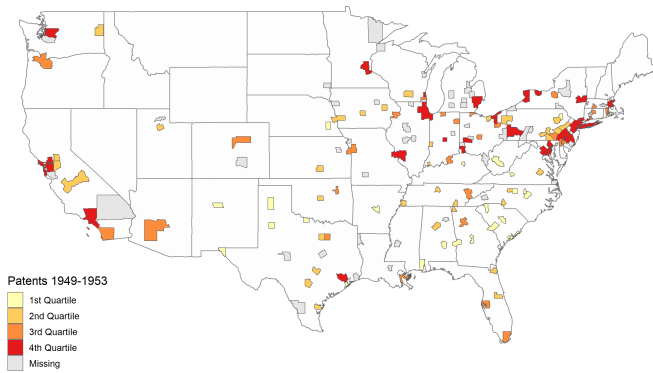 Patents 1949-1953
1st Quartile
2nd Quartile
3rd Quartile
4th Quartile
Missing